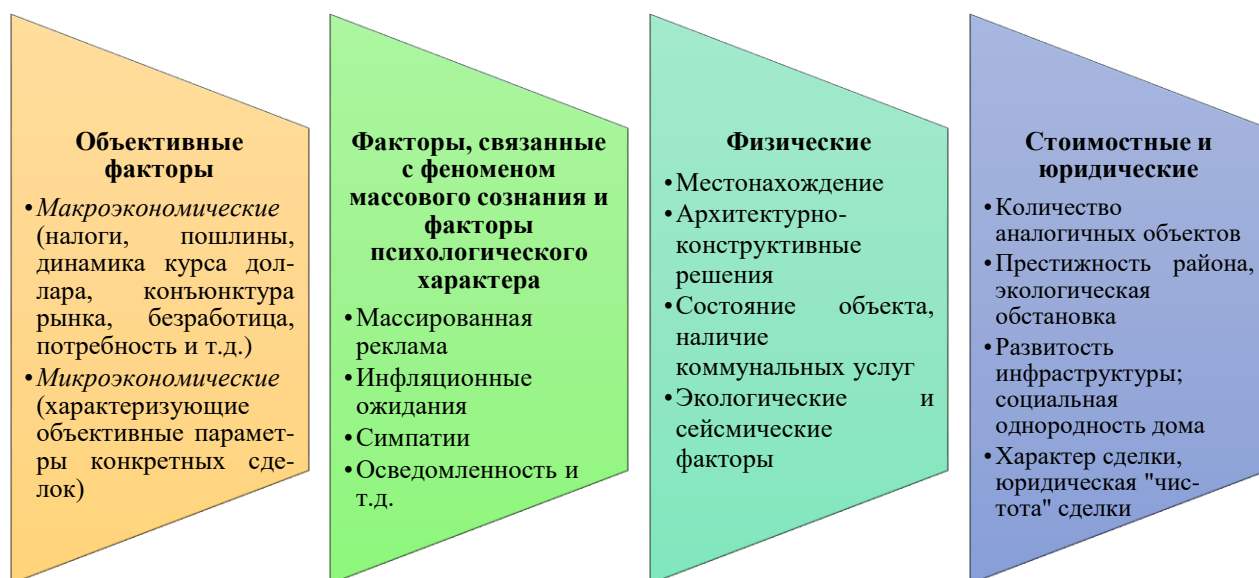 Объективные
факторы
•Макроэкономические
(налоги, пошлины,
динамика курса дол-
лара, конъюнктура
рынка, безработица,
потребность и т.д.)
•Микроэкономические
(характеризующие
объективные парамет-
ры конкретных сде-
лок)
Факторы, связанные
с феноменом
массового сознания и
факторы
психологического
характера
•Массированная
реклама
•Инфляционные
ожидания
•Симпатии
•Осведомленность и
т.д.
Физические
•Местонахождение
•Архитектурно-
конструктивные
решения
•Состояние объекта,
наличие
коммунальных услуг
•Экологические и
сейсмические
факторы
Стоимостные и
юридические
•Количество
аналогичных объектов
•Престижность района,
экологическая
обстановка
•Развитость
инфраструктуры;
социальная
однородность дома
•Характер сделки,
юридическая "чис-
тота" сделки